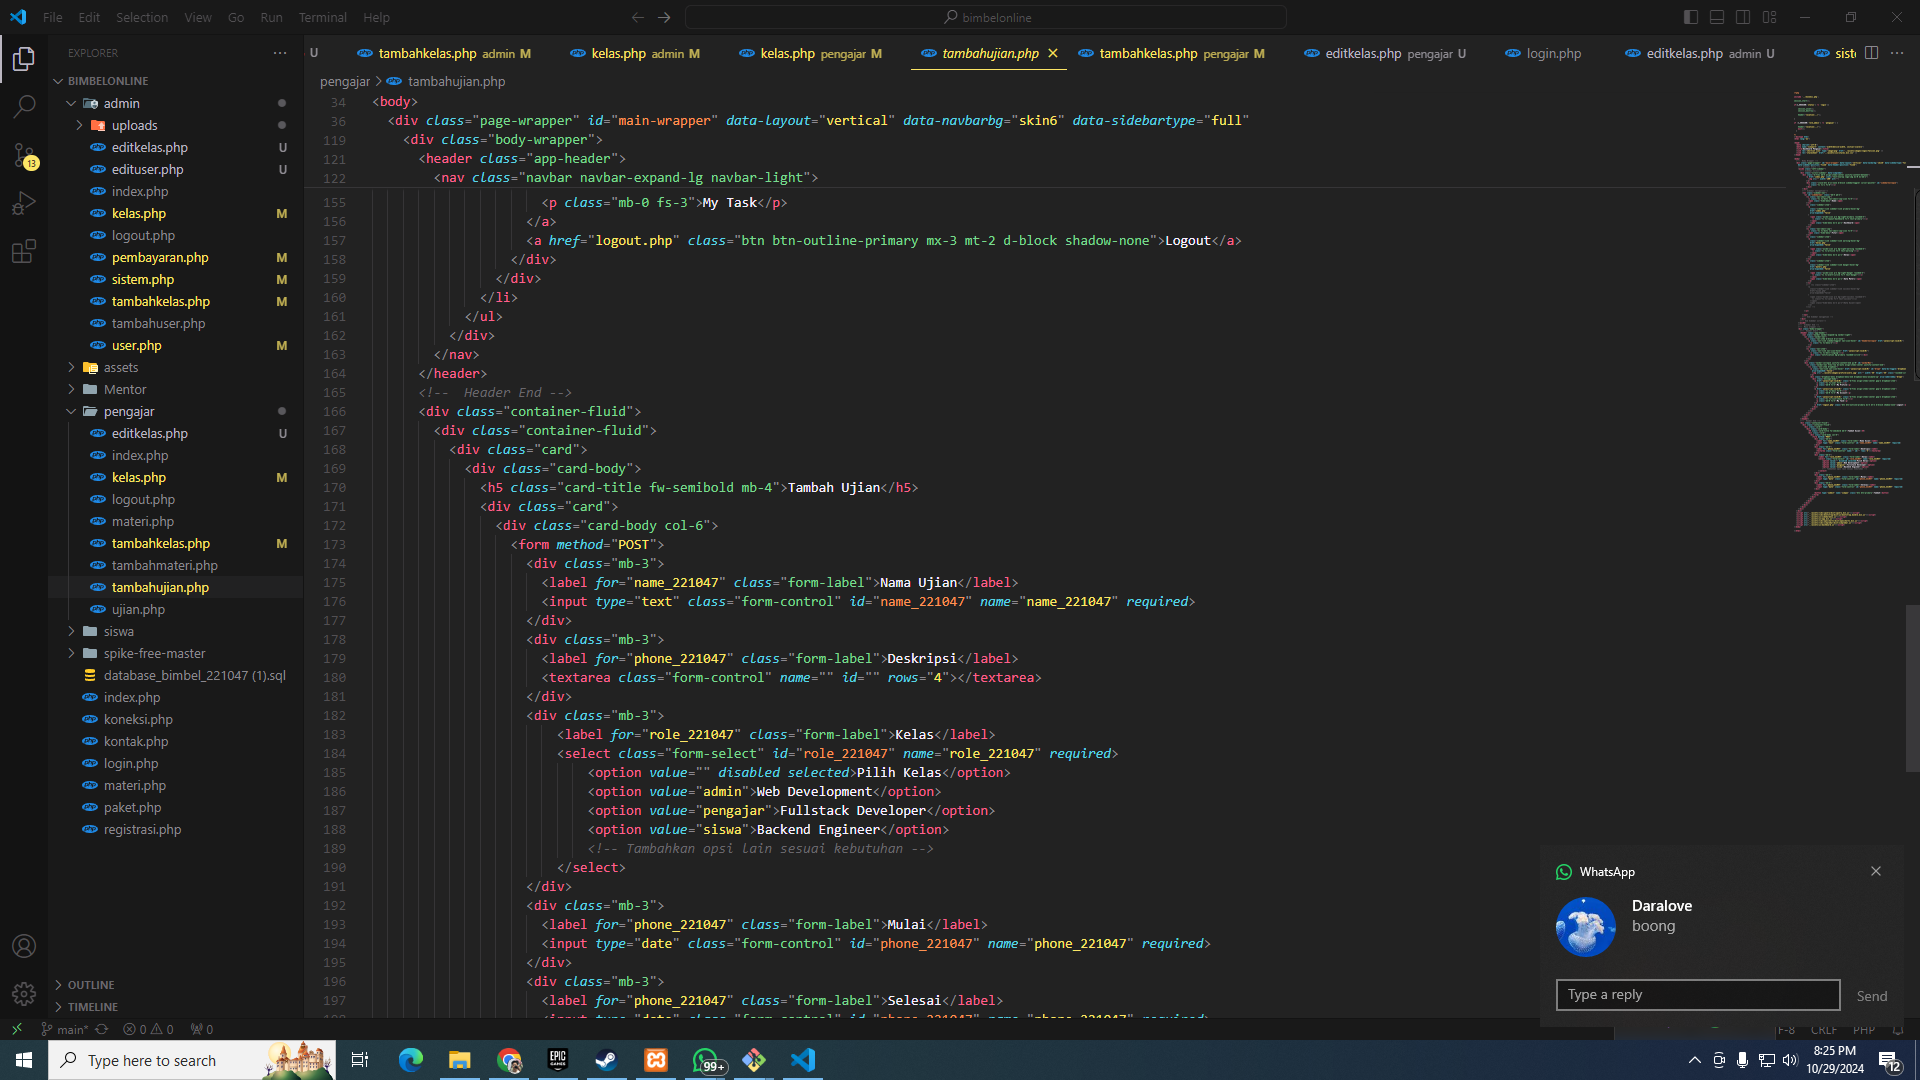 File Edit Selection View Go Run Terminal Help
bimbelonline
EXPLORER
U
tambahkelas.php admin M
kelas.php admin M
kelas.php pengajar M
tambahujian.php
tambahkelas.php pengajar M
editkelas.php pengajar U
login.php
editkelas.php admin U
siste
BIMBELONLINE
admin
uploads
editkelas.php U
edituser.php U
index.php
kelas.php M
logout.php
pembayaran.php M
sistem.php M
tambahkelas.php M
tambahuser.php
user.php M
assets
Mentor
pengajar
editkelas.php U
index.php
kelas.php M
logout.php
materi.php
tambahkelas.php M
tambahmateri.php
tambahujian.php
ujian.php
siswa
spike-free-master
database_bimbel_221047 (1).sql
index.php
koneksi.php
kontak.php
login.php
materi.php
paket.php
registrasi.php
OUTLINE
TIMELINE
13
pengajar > tambahujian.php
34 <body>
36 <div class="page-wrapper" id="main-wrapper" data-layout="vertical" data-navbarbg="skin6" data-sidebartype="full"
119 <div class="body-wrapper">
121 <header class="app-header">
122 <nav class="navbar navbar-expand-lg navbar-light">
155 <p class="mb-0 fs-3">My Task</p>
156 </a>
157 <a href="logout.php" class="btn btn-outline-primary mx-3 mt-2 d-block shadow-none">Logout</a>
158 </div>
159 </div>
160 </li>
161 </ul>
162 </div>
163 </nav>
164 </header>
165 <!--  Header End -->
166 <div class="container-fluid">
167 <div class="container-fluid">
168 <div class="card">
169 <div class="card-body">
170 <h5 class="card-title fw-semibold mb-4">Tambah Ujian</h5>
171 <div class="card">
172 <div class="card-body col-6">
173 <form method="POST">
174 <div class="mb-3">
175 <label for="name_221047" class="form-label">Nama Ujian</label>
176 <input type="text" class="form-control" id="name_221047" name="name_221047" required>
177 </div>
178 <div class="mb-3">
179 <label for="phone_221047" class="form-label">Deskripsi</label>
180 <textarea class="form-control" name="" id="" rows="4"></textarea>
181 </div>
182 <div class="mb-3">
183 <label for="role_221047" class="form-label">Kelas</label>
184 <select class="form-select" id="role_221047" name="role_221047" required>
185 <option value="" disabled selected>Pilih Kelas</option>
186 <option value="admin">Web Development</option>
187 <option value="pengajar">Fullstack Developer</option>
188 <option value="siswa">Backend Engineer</option>
189 <!-- Tambahkan opsi lain sesuai kebutuhan -->
190 </select>
191 </div>
192 <div class="mb-3">
193 <label for="phone_221047" class="form-label">Mulai</label>
194 <input type="date" class="form-control" id="phone_221047" name="phone_221047" required>
195 </div>
196 <div class="mb-3">
197 <label for="phone_221047" class="form-label">Selesai</label>
198 <input type="date" class="form-control" id="phone_221047" name="phone_221047" required>
WhatsApp
Daralove
boong
Type a reply
Send
main* 0 0 0
F-8 CRLF PHP
Type here to search
EPIC GAMES
99+
8:25 PM
10/29/2024
12